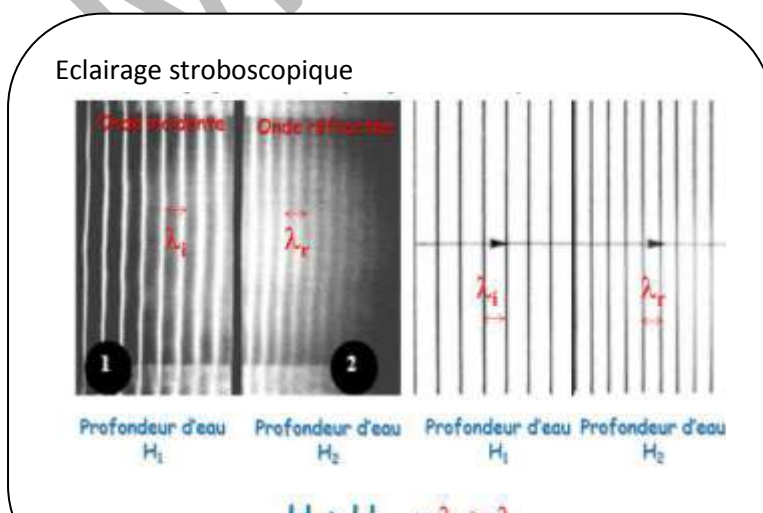 Eclairage stroboscopique
Onde incidente Onde réfractée
λi λr
λi λr
1 2
Profondeur d'eau Profondeur d'eau Profondeur d'eau Profondeur d'eau
H₁ H₂ H₁ H₂